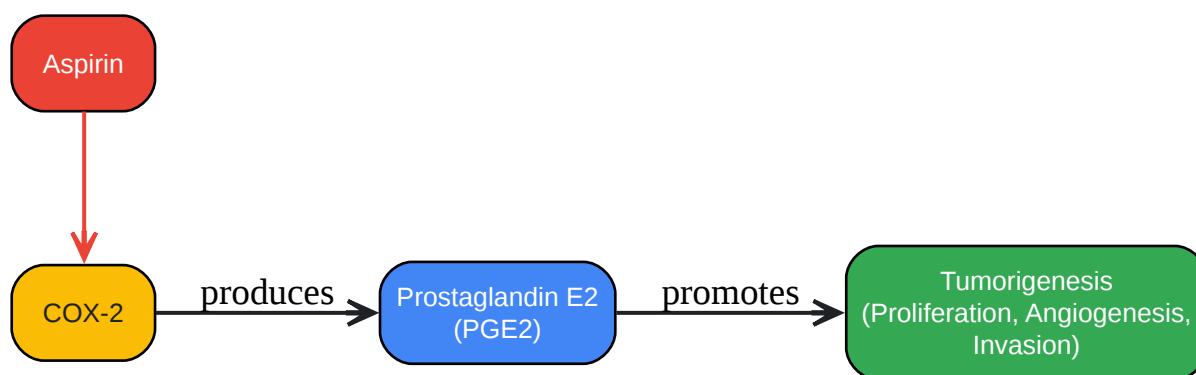 Aspirin
COX-2
produces
Prostaglandin E2
(PGE2)
promotes
Tumorigenesis
(Proliferation, Angiogenesis,
Invasion)